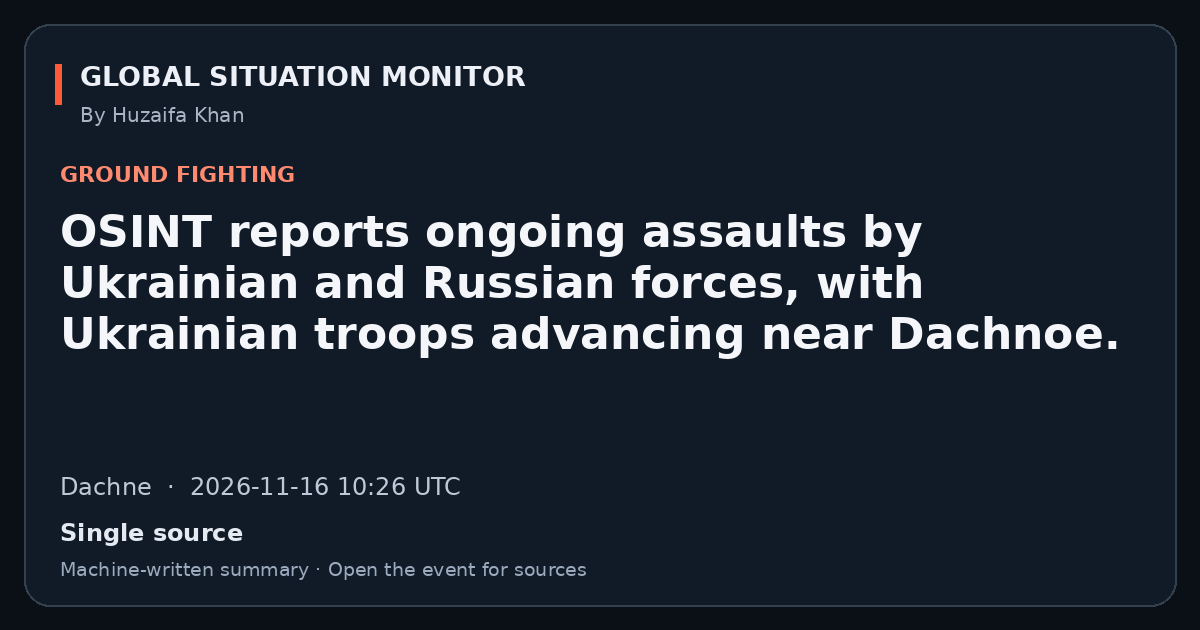 GLOBAL SITUATION MONITOR
By Huzaifa Khan
GROUND FIGHTING
OSINT reports ongoing assaults by
Ukrainian and Russian forces, with
Ukrainian troops advancing near Dachnoe.
Dachne · 2026-11-16 10:26 UTC
Single source
Machine-written summary · Open the event for sources